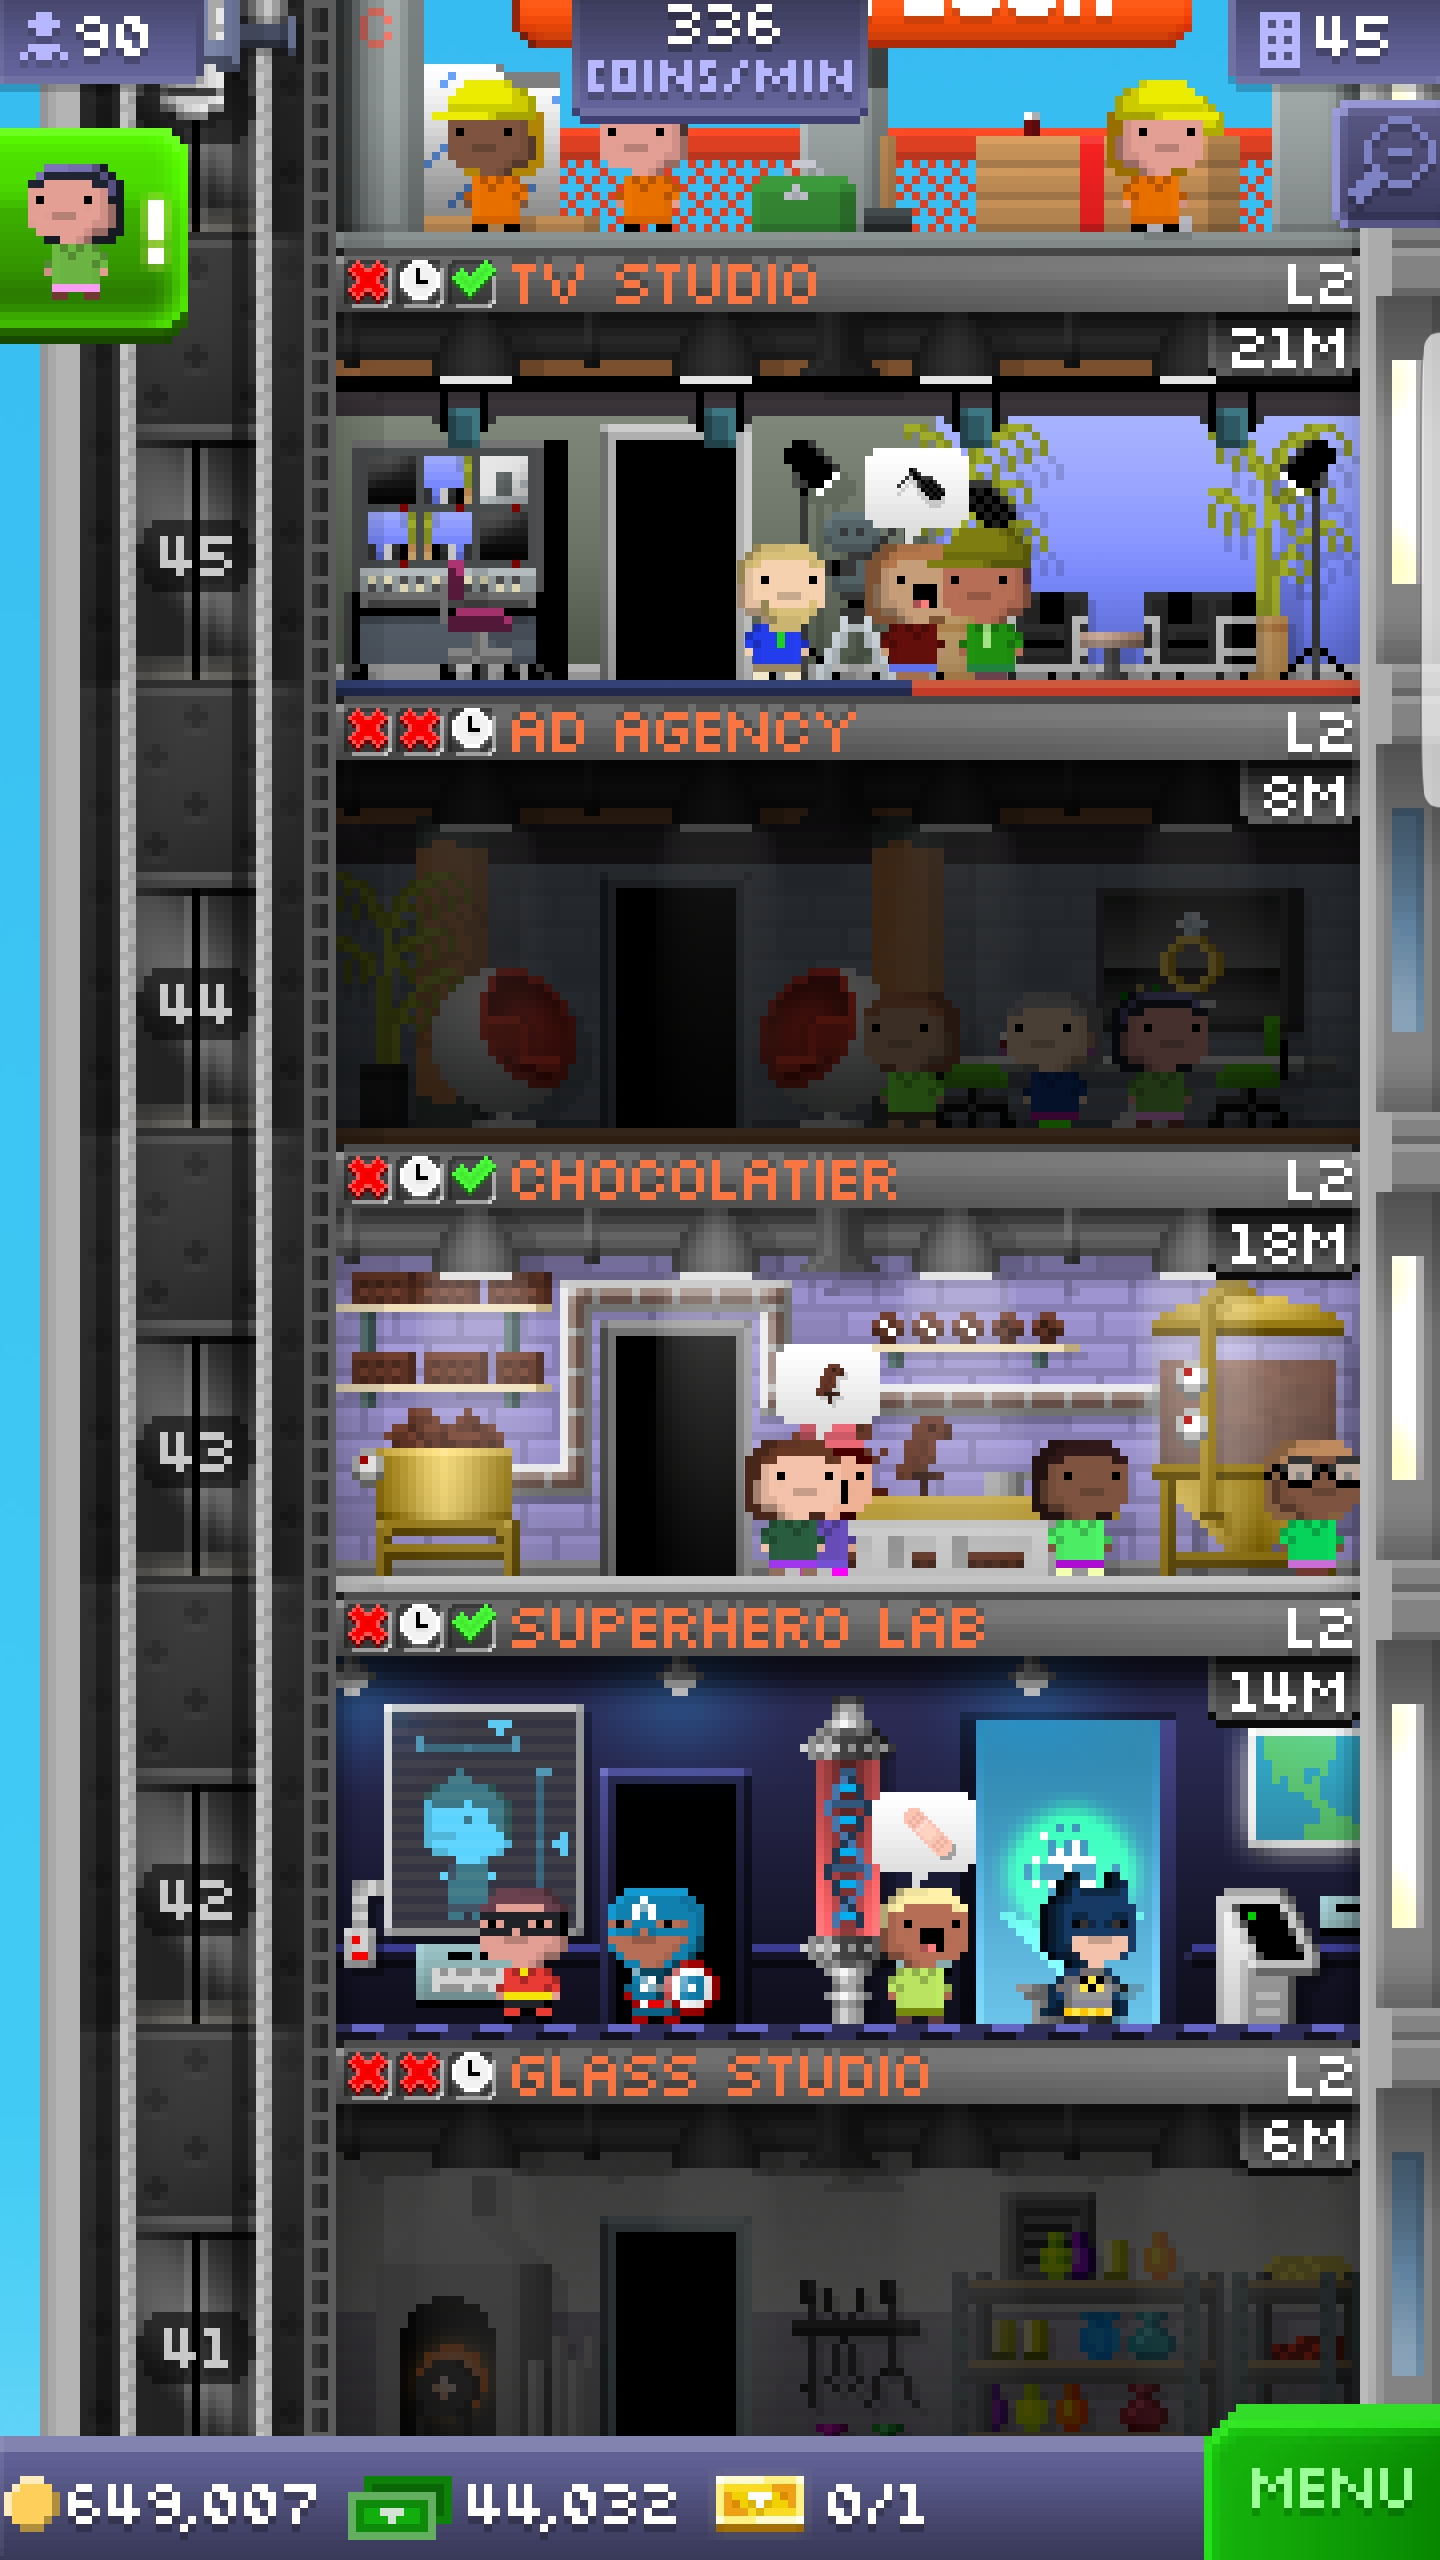 90
336
COINS/MIN
45
!
TV STUDIO
L2
21M
45
AD AGENCY
L2
8M
44
CHOCOLATIER
L2
18M
43
SUPERHERO LAB
L2
14M
42
A
GLASS STUDIO
L2
6M
41
649,007
44,032
0/1
MENU